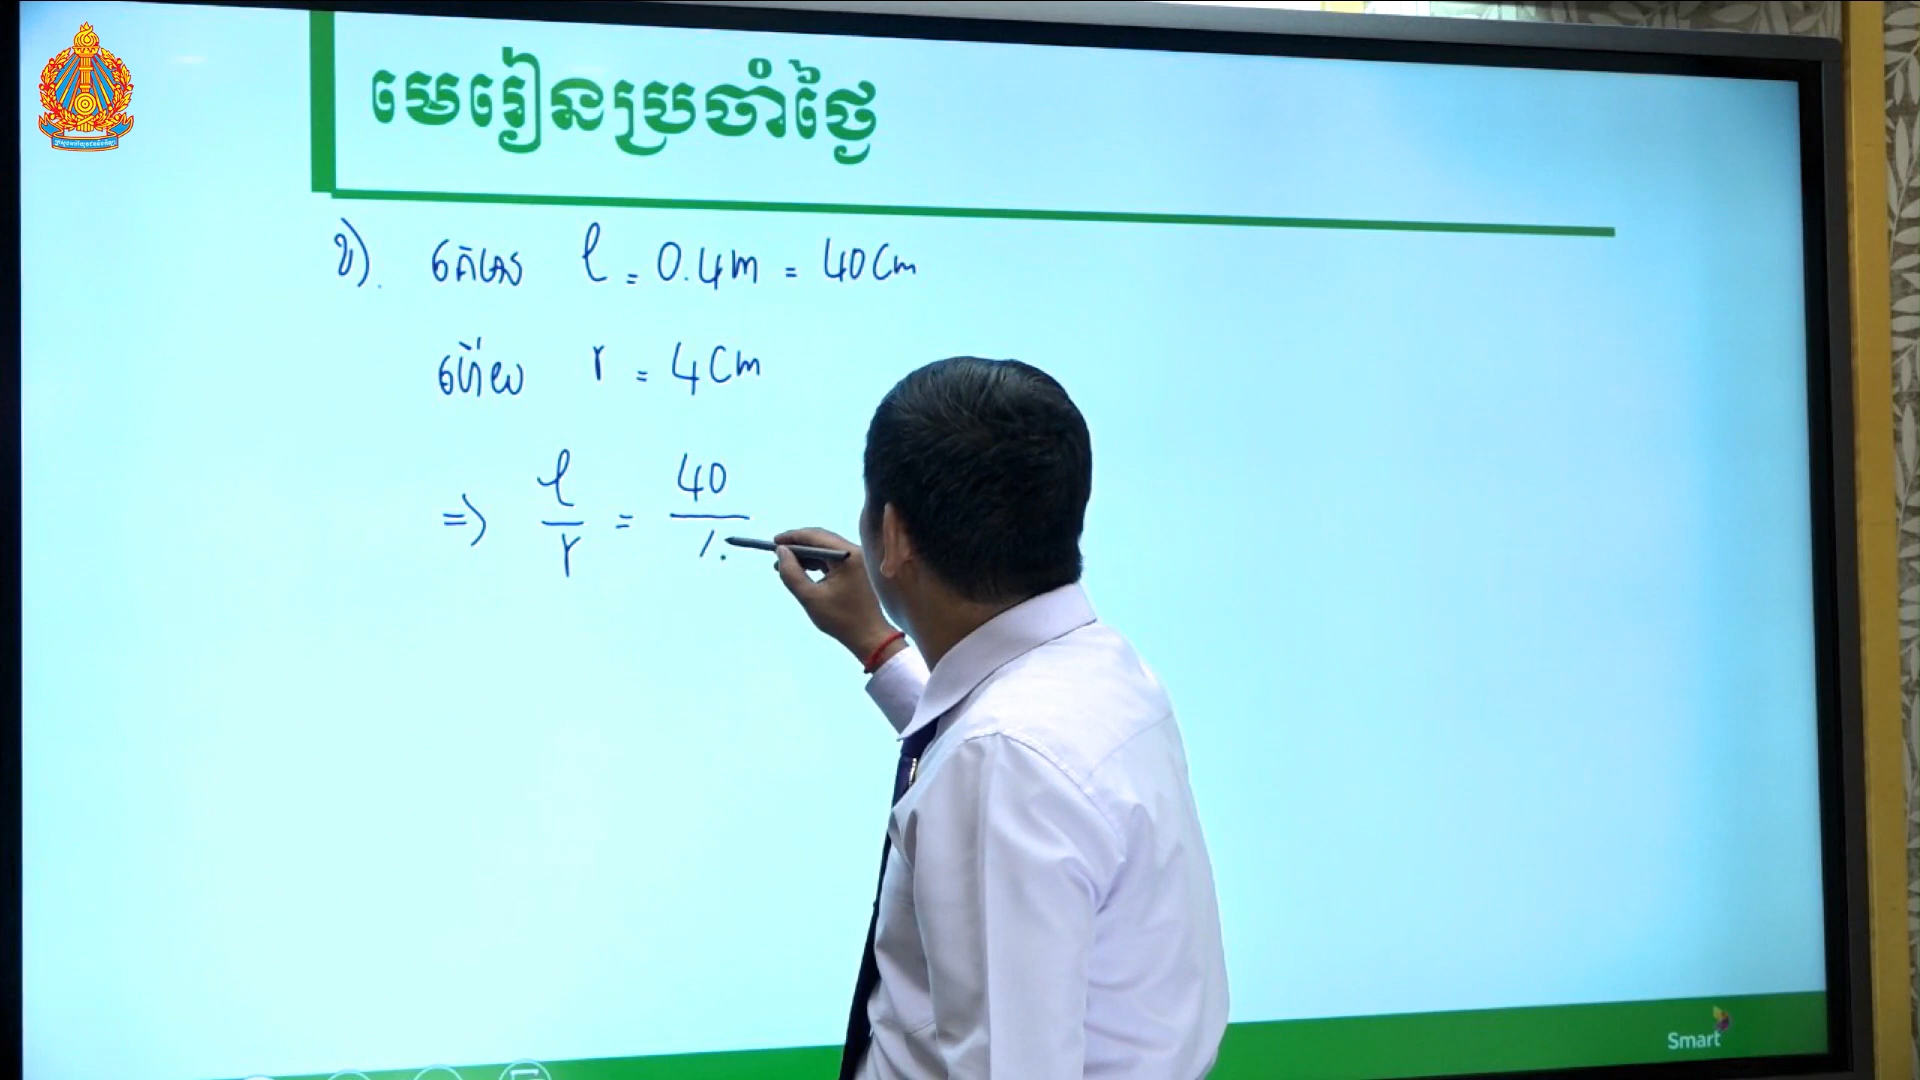 មេរៀនប្រចាំថ្ងៃ
ខ). គេមាន l = 0.4m = 40cm
ហើយ r = 4cm
=> l/r = 40/
Smart